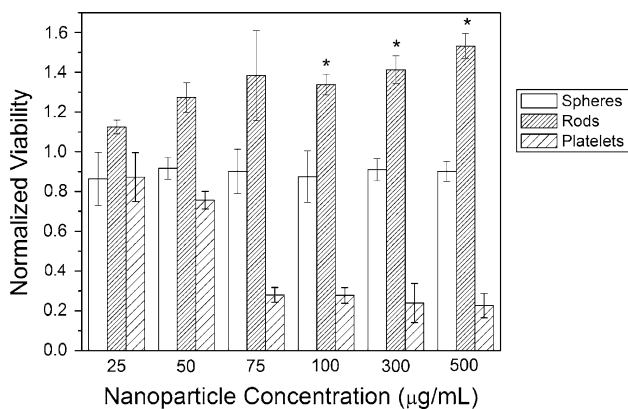 1.6
1.4
1.2
1.0
0.8
0.6
0.4
0.2
0.0
Normalized Viability
* * *
25 50 75 100 300 500
Nanoparticle Concentration (μg/mL)
Spheres
Rods
Platelets